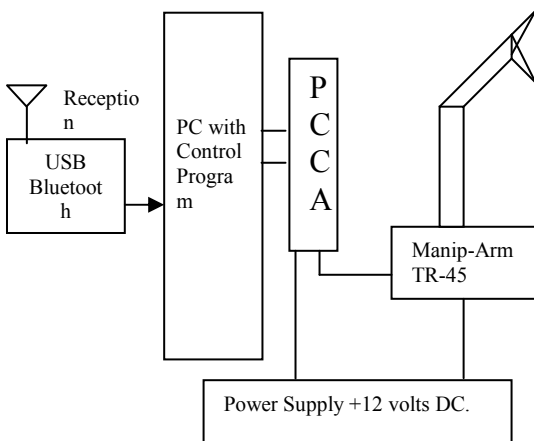 Receptio
n
USB
Bluetoot
h
PC with
Control
Progra
m
P
C
C
A
Manip-Arm
TR-45
Power Supply +12 volts DC.